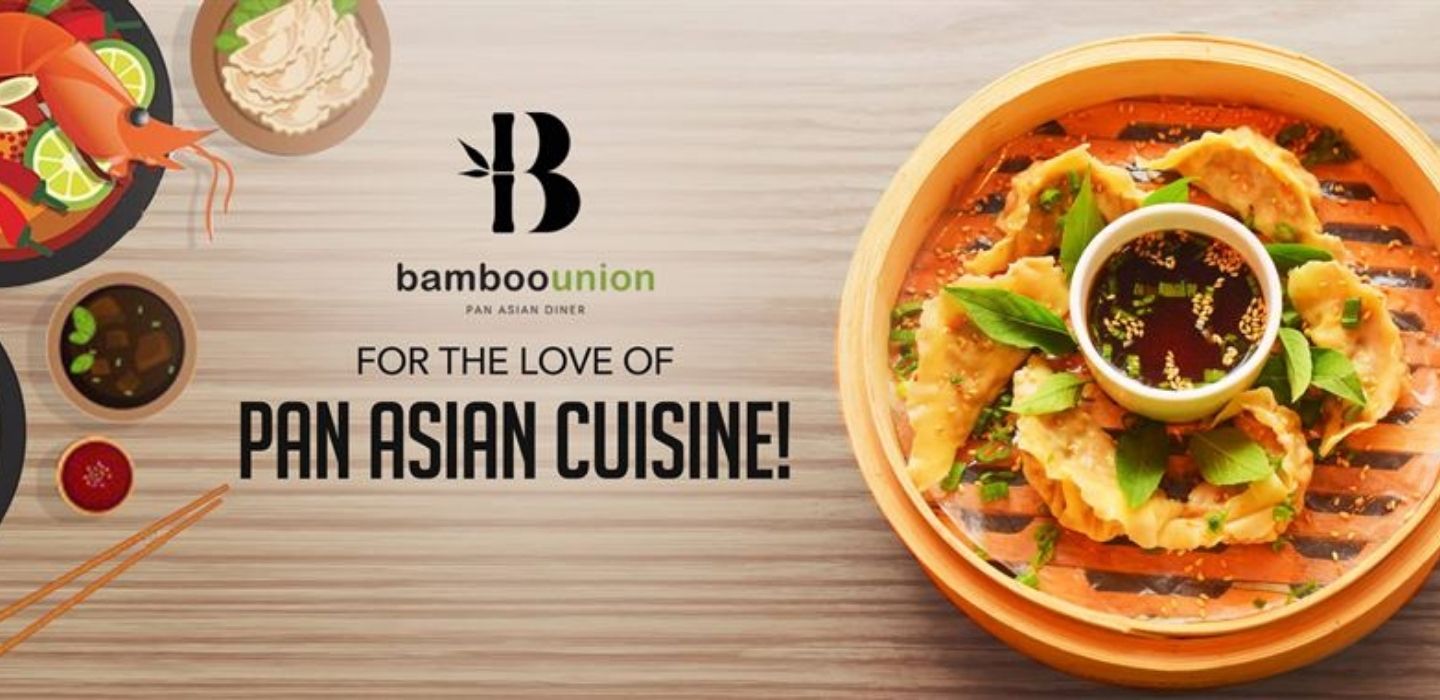 B
bamboounion
PAN ASIAN DINER
FOR THE LOVE OF
PAN ASIAN CUISINE!